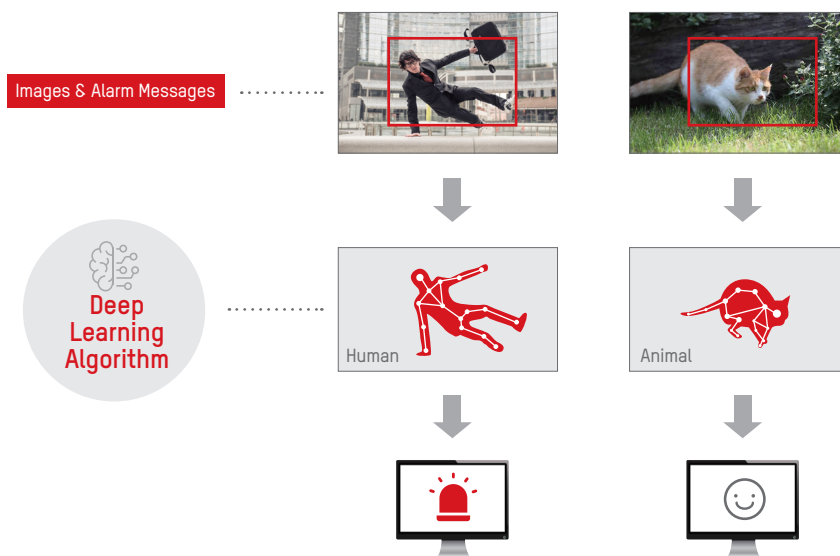 Images & Alarm Messages
Deep
Learning
Algorithm
Human
Animal